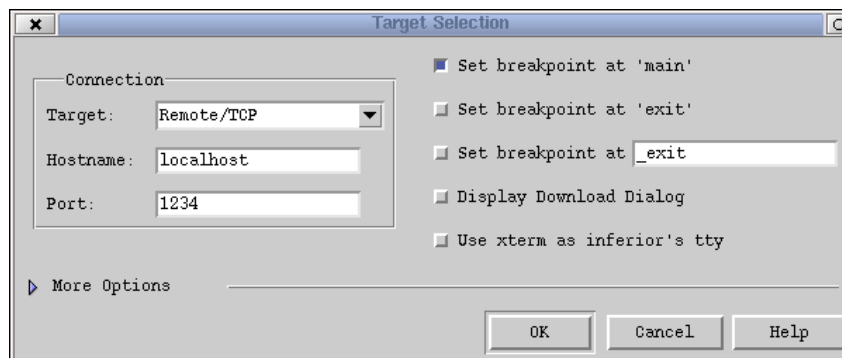 Target Selection
Connection
Target: Remote/TCP
Hostname: localhost
Port: 1234
Set breakpoint at 'main'
Set breakpoint at 'exit'
Set breakpoint at _exit
Display Download Dialog
Use xterm as inferior's tty
More Options
OK Cancel Help